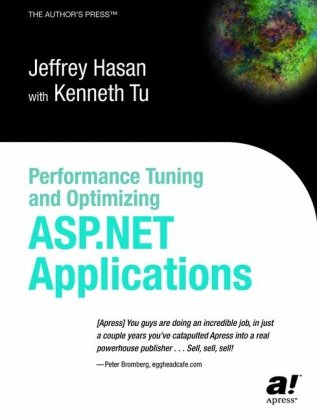 THE AUTHOR'S PRESS™
Jeffrey Hasan
with Kenneth Tu
Performance Tuning
and Optimizing
ASP.NET
Applications
[Apress] You guys are doing an incredible job, in just
a couple years you've catapulted Apress into a real
powerhouse publisher . . . Sell, sell, sell!
—Peter Bromberg, eggheadcafe.com
a!
Apress™